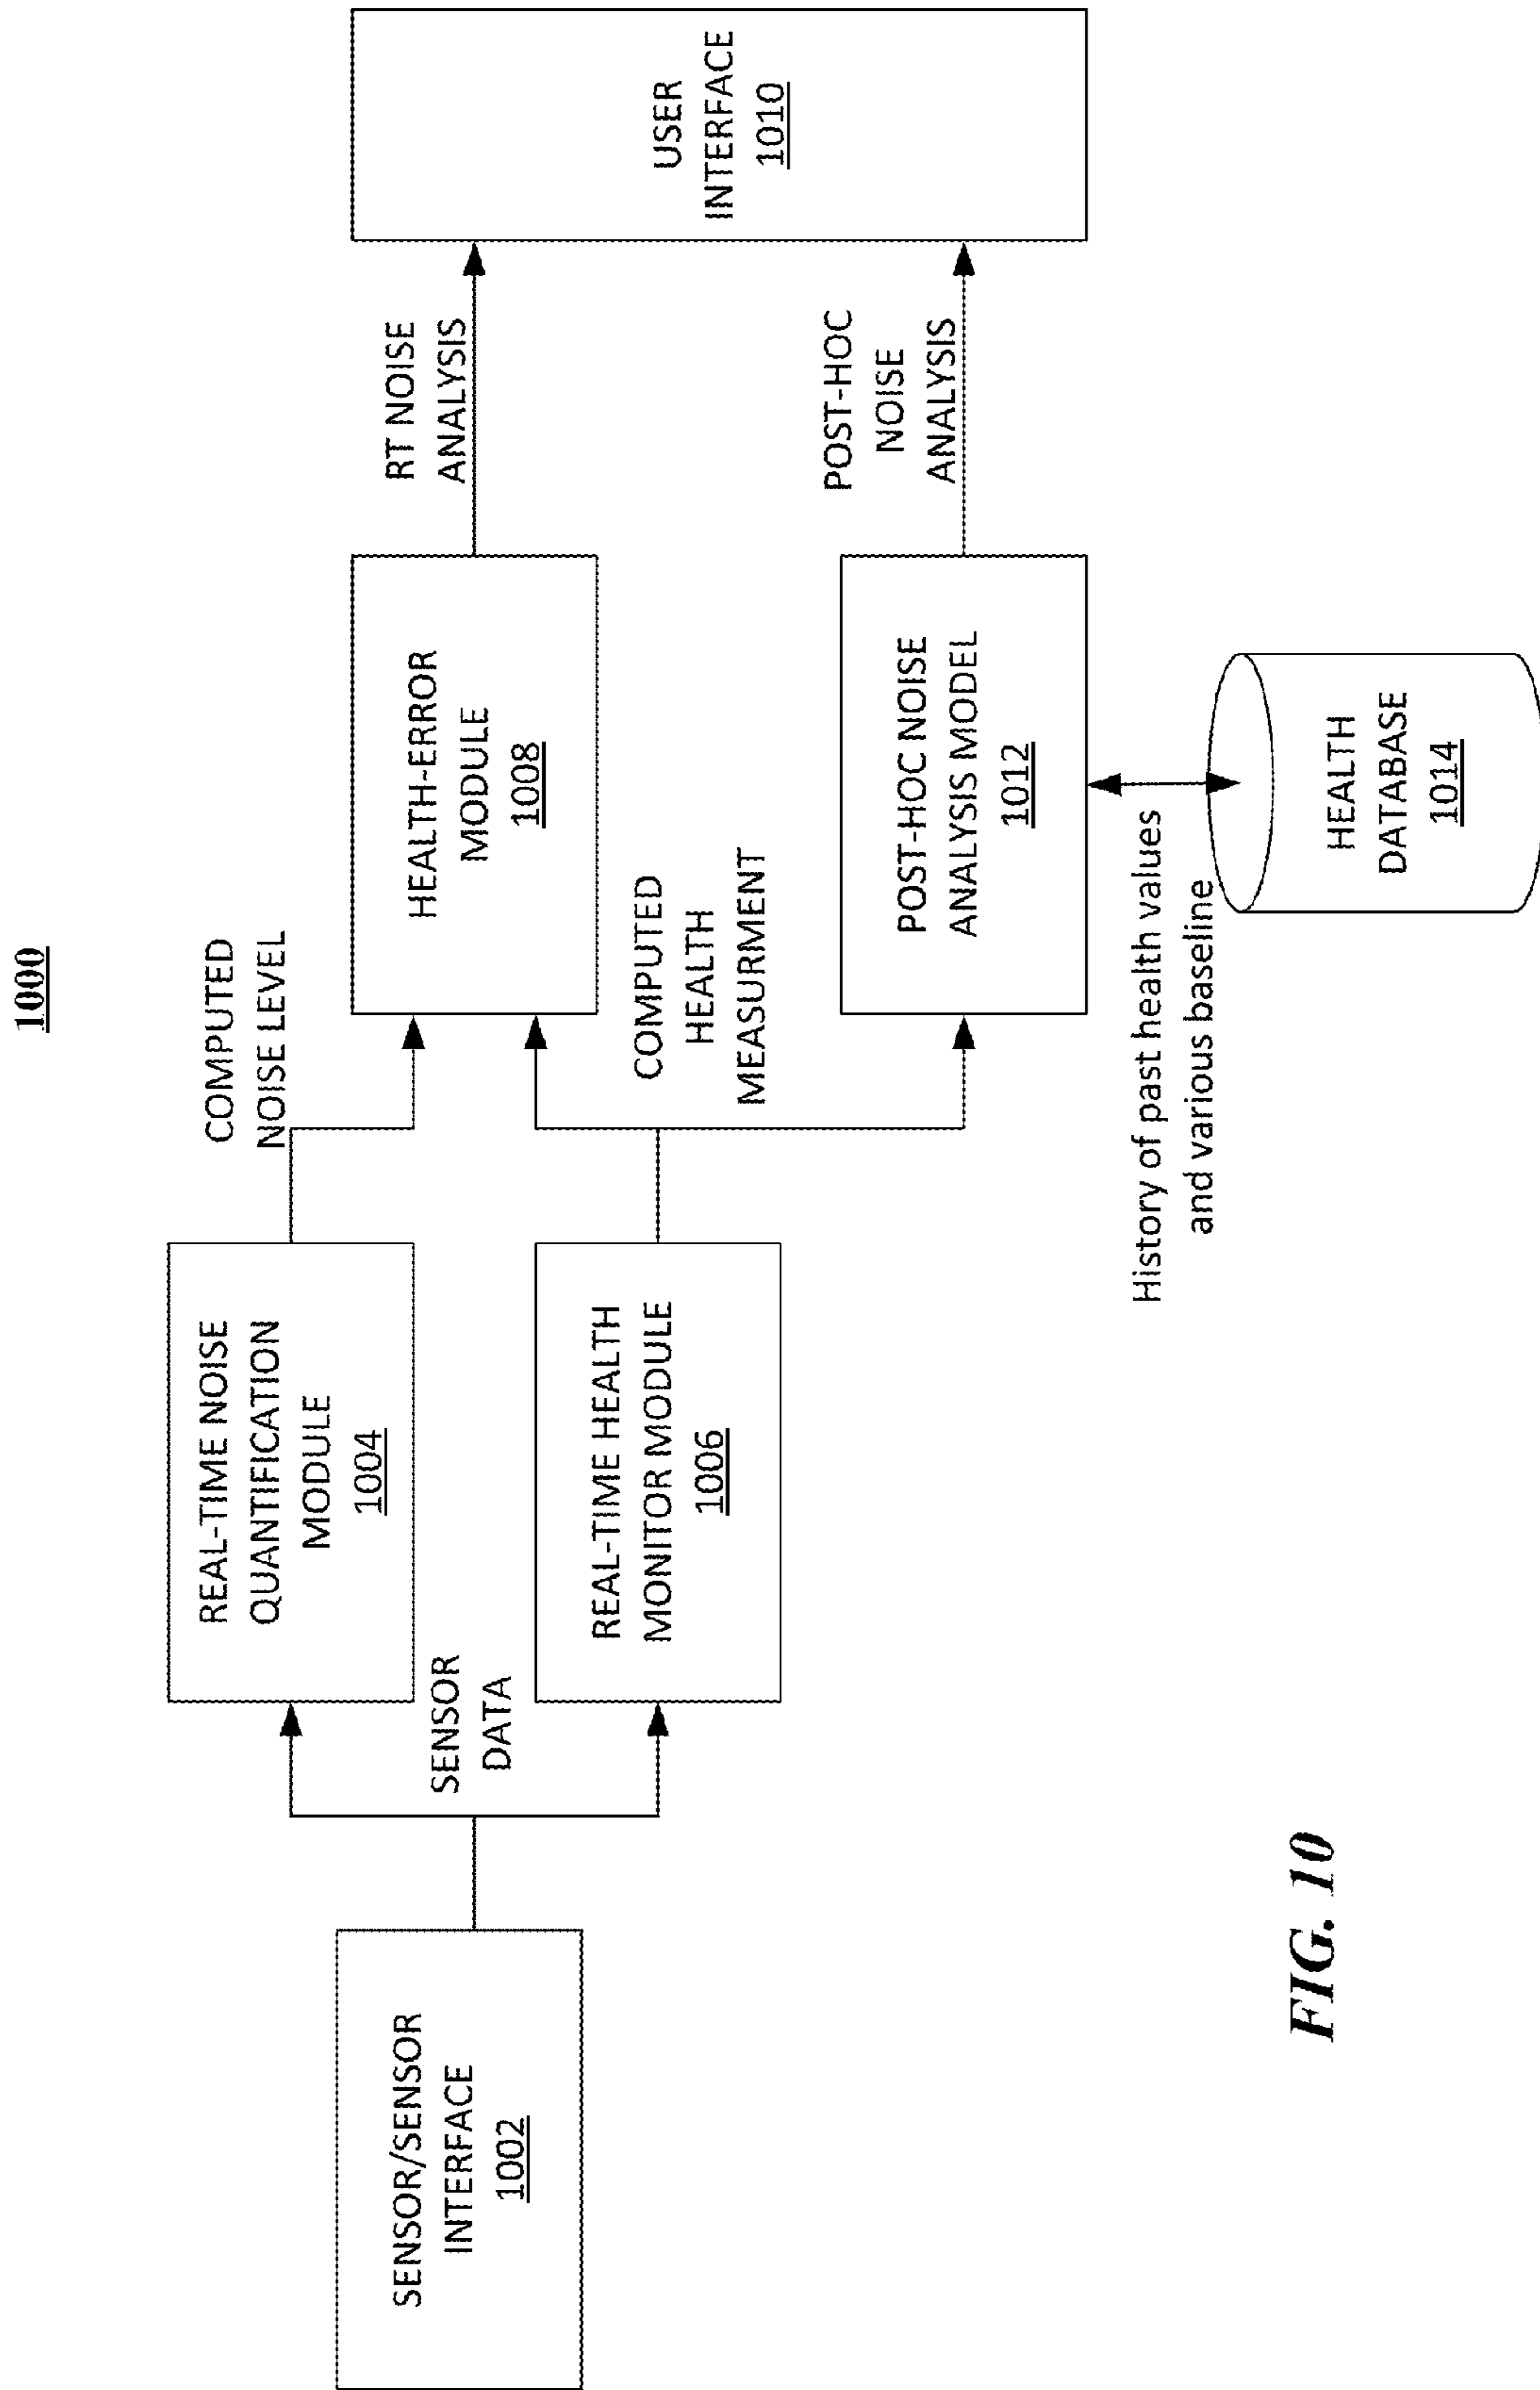 1000
SENSOR/SENSOR
INTERFACE
1002
SENSOR
DATA
REAL-TIME NOISE
QUANTIFICATION
MODULE
1004
REAL-TIME HEALTH
MONITOR MODULE
1006
COMPUTED
NOISE LEVEL
COMPUTED
HEALTH
MEASURMENT
HEALTH-ERROR
MODULE
1008
POST-HOC NOISE
ANALYSIS MODEL
1012
History of past health values
and various baseline
HEALTH
DATABASE
1014
RT NOISE
ANALYSIS
POST-HOC
NOISE
ANALYSIS
USER
INTERFACE
1010
FIG. 10